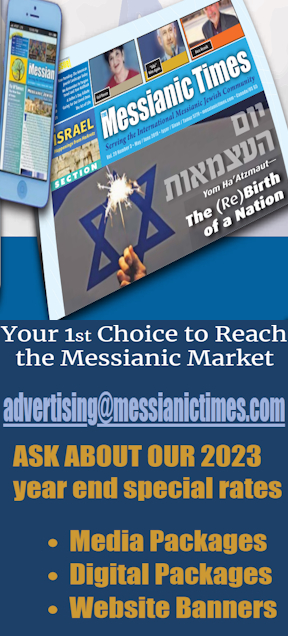 Messianic Times
Messianic Times
Serving the International Messianic Jewish Community
ISRAEL
SECTION
יום
העצמאות
Yom Ha'Atzmaut—
The (Re)Birth
of a Nation
Your 1st Choice to Reach
the Messianic Market
advertising@messianictimes.com
ASK ABOUT OUR 2023
year end special rates
• Media Packages
• Digital Packages
• Website Banners